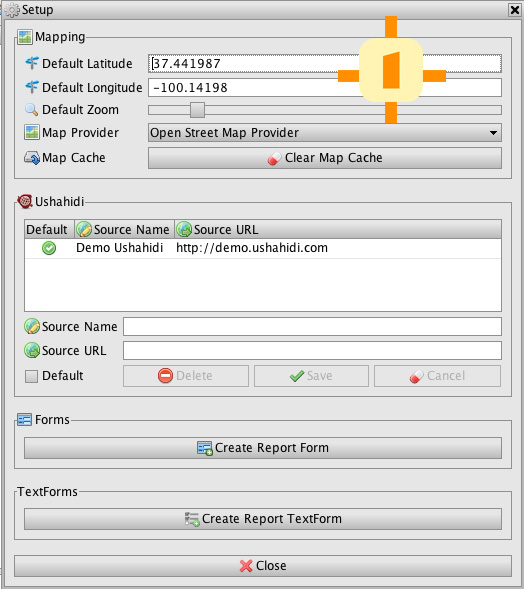 Setup
Mapping
Default Latitude 37.441987
Default Longitude -100.14198
1
Default Zoom
Map Provider Open Street Map Provider
Map Cache Clear Map Cache
Ushahidi
Default Source Name Source URL
Demo Ushahidi http://demo.ushahidi.com
Source Name
Source URL
Default Delete Save Cancel
Forms
Create Report Form
TextForms
Create Report TextForm
Close